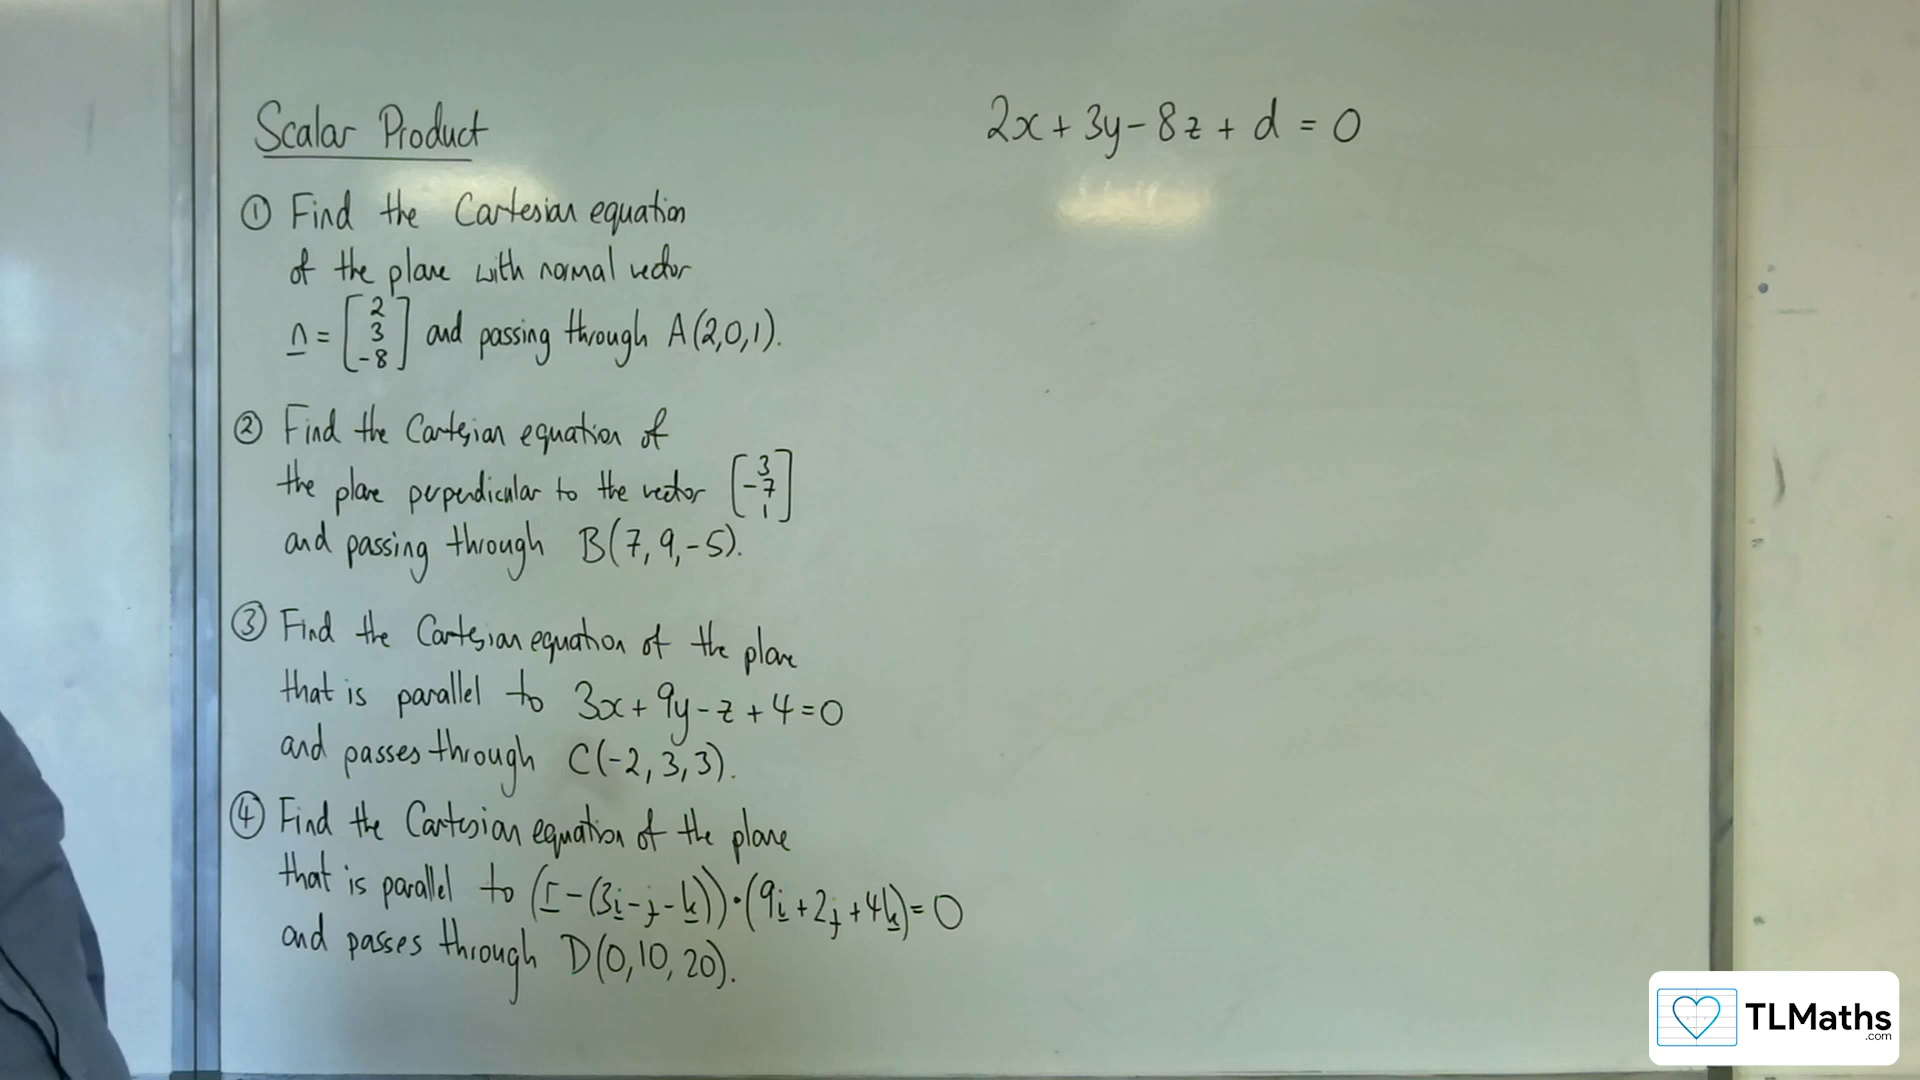 Scalar Product
① Find the Cartesian equation
of the plane with normal vector
n = [2 3 -8] and passing through A(2,0,1).
② Find the Cartesian equation of
the plane perpendicular to the vector [3 -7 1]
and passing through B(7, 9, -5).
③ Find the Cartesian equation of the plane
that is parallel to 3x + 9y - z + 4 = 0
and passes through C(-2, 3, 3).
④ Find the Cartesian equation of the plane
that is parallel to (r - (3i - j - k))·(9i + 2j + 4k) = 0
and passes through D(0, 10, 20).
2x + 3y - 8z + d = 0
TLMaths
.com